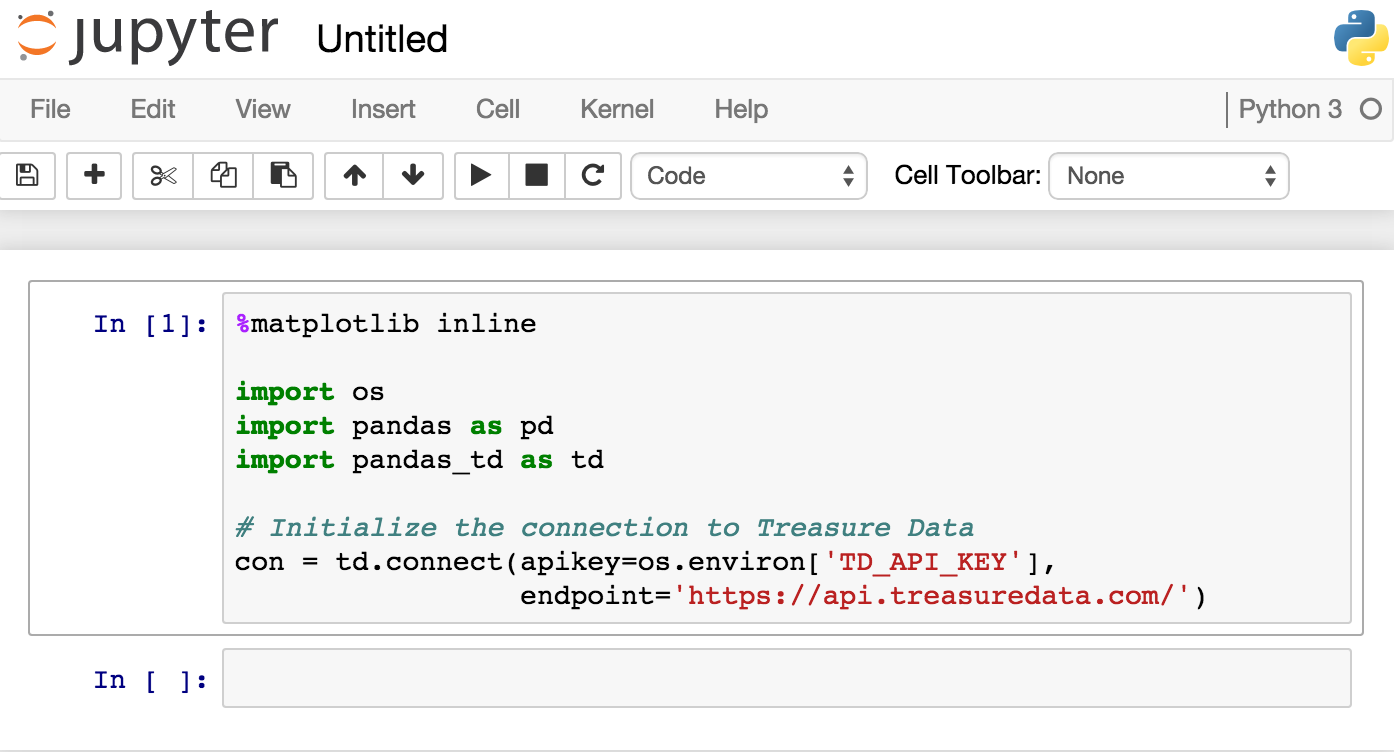 jupyter Untitled
File Edit View Insert Cell Kernel Help Python 3
Code Cell Toolbar: None
In [1]: %matplotlib inline
import os
import pandas as pd
import pandas_td as td
# Initialize the connection to Treasure Data
con = td.connect(apikey=os.environ['TD_API_KEY'],
endpoint='https://api.treasuredata.com/')
In [ ]: